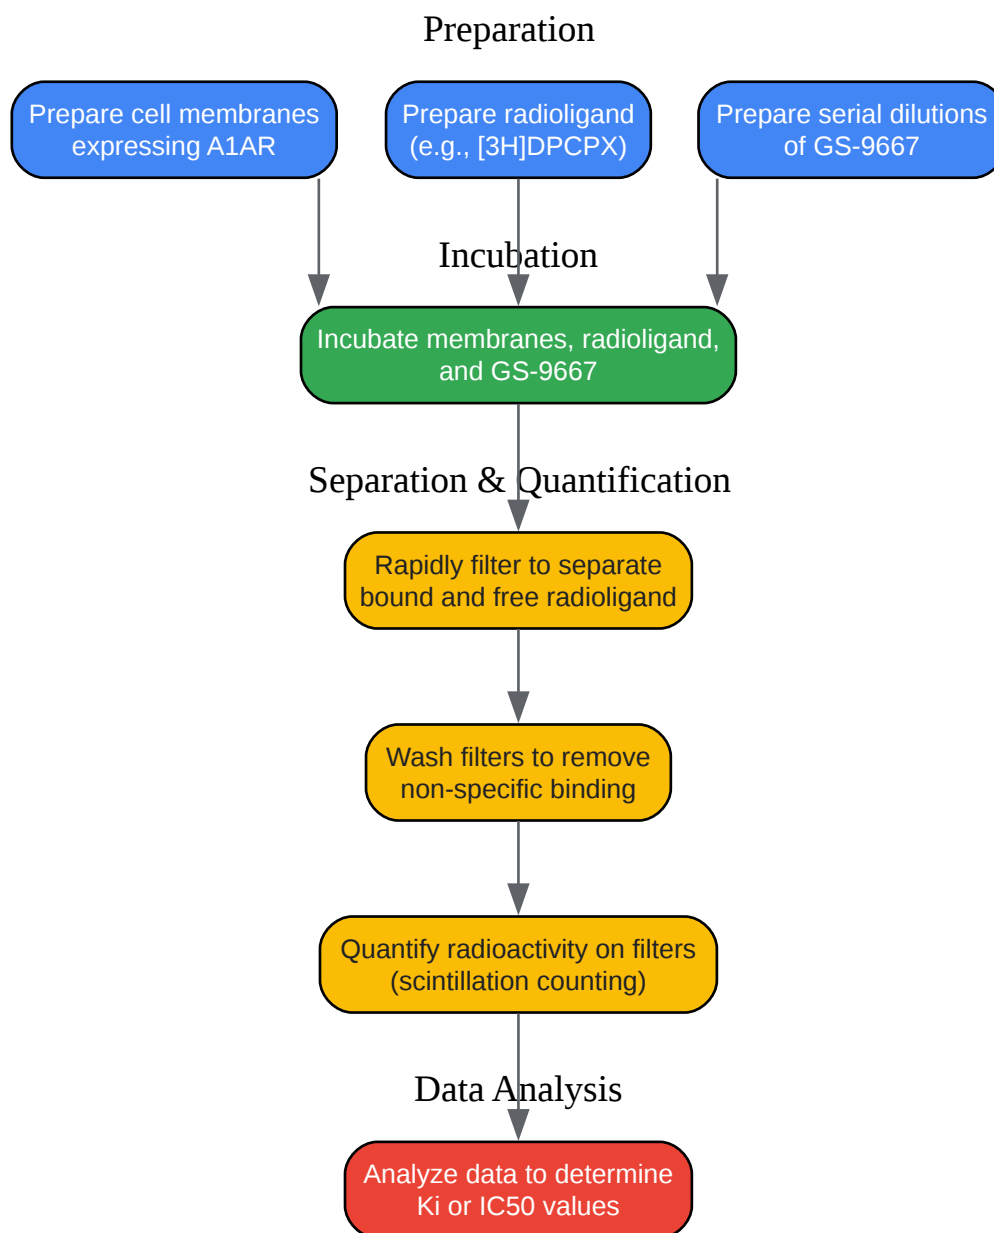 Preparation
Prepare cell membranes
expressing A1AR
Prepare radioligand
(e.g., [3H]DPCPX)
Prepare serial dilutions
of GS-9667
Incubation
Incubate membranes, radioligand,
and GS-9667
Separation & Quantification
Rapidly filter to separate
bound and free radioligand
Wash filters to remove
non-specific binding
Quantify radioactivity on filters
(scintillation counting)
Data Analysis
Analyze data to determine
Ki or IC50 values